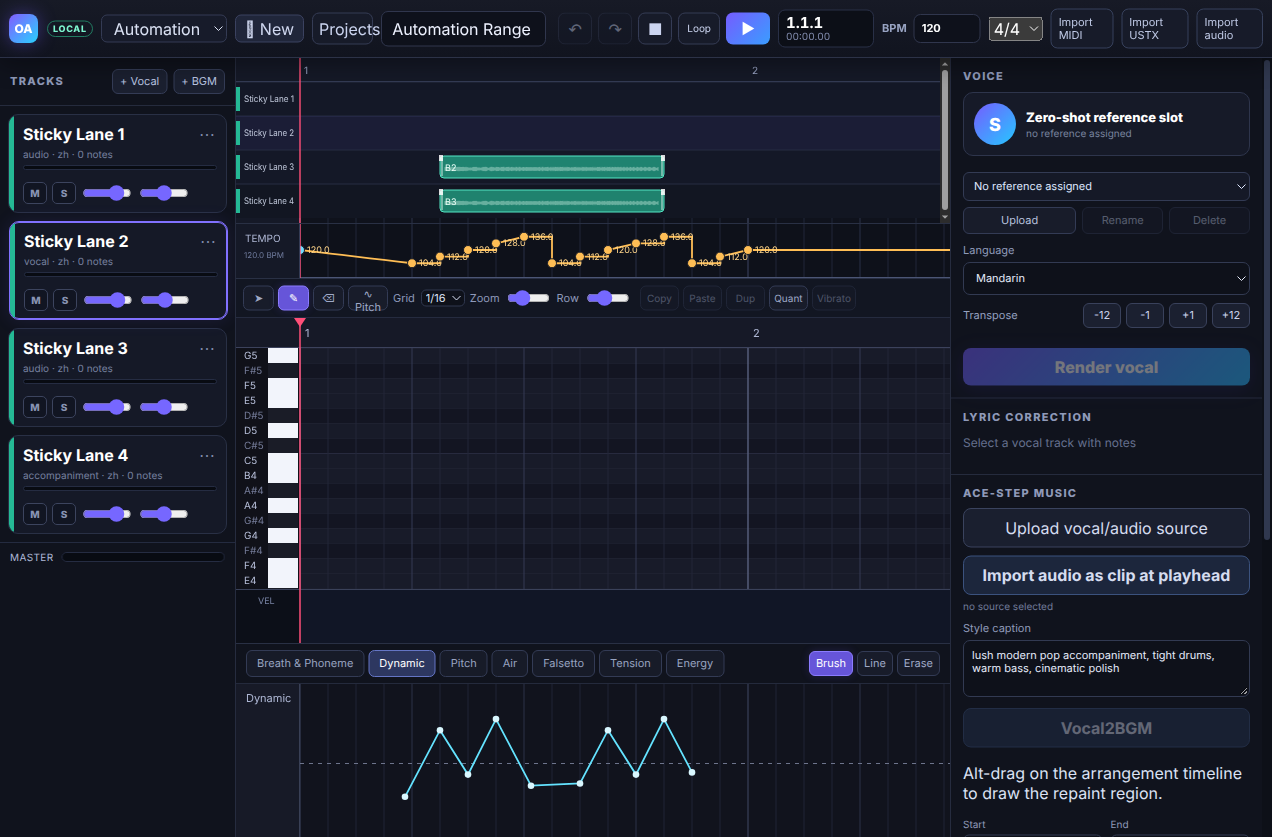 OA LOCAL Automation New Projects Automation Range Loop 1.1.1 BPM 120 4/4 Import MIDI Import USTX Import audio
00:00.00
TRACKS + Vocal + BGM
Sticky Lane 1 ...
audio · zh · 0 notes
M S
Sticky Lane 2 ...
vocal · zh · 0 notes
M S
Sticky Lane 3 ...
audio · zh · 0 notes
M S
Sticky Lane 4 ...
accompaniment · zh · 0 notes
M S
MASTER
1 2
Sticky Lane 1
Sticky Lane 2
Sticky Lane 3 B2
Sticky Lane 4 B3
TEMPO
120.0 BPM
120.0 104.0 112.0 120.0 128.0 136.0 104.0 112.0 120.0 128.0 136.0 104.0 112.0 120.0
Pitch Grid 1/16 Zoom Row Copy Paste Dup Quant Vibrato
1 2
G5
F#5
F5
E5
D#5
D5
C#5
C5
B4
A#4
A4
G#4
G4
F#4
F4
E4
VEL
Breath & Phoneme Dynamic Pitch Air Falsetto Tension Energy Brush Line Erase
Dynamic
VOICE
S Zero-shot reference slot
no reference assigned
No reference assigned
Upload Rename Delete
Language
Mandarin
Transpose -12 -1 +1 +12
Render vocal
LYRIC CORRECTION
Select a vocal track with notes
ACE-STEP MUSIC
Upload vocal/audio source
Import audio as clip at playhead
no source selected
Style caption
lush modern pop accompaniment, tight drums,
warm bass, cinematic polish
Vocal2BGM
Alt-drag on the arrangement timeline
to draw the repaint region.
Start End